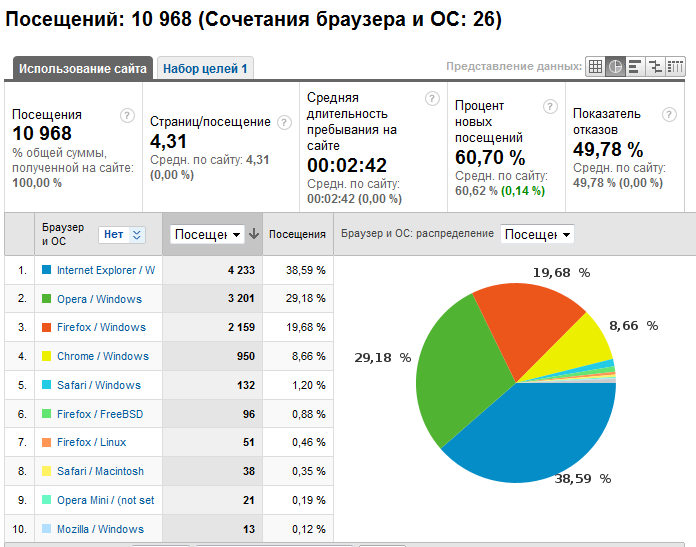 Посещений: 10 968 (Сочетания браузера и ОС: 26)
Использование сайта
Набор целей 1
Представление данных:
Посещения
10 968
% общей суммы,
полученной на сайте:
100,00 %
Страниц/посещение
4,31
Средн. по сайту: 4,31
(0,00 %)
Средняя
длительность
пребывания на
сайте
00:02:42
Средн. по сайту:
00:02:42 (0,00 %)
Процент
новых
посещений
60,70 %
Средн. по сайту:
60,62 % (0,14 %)
Показатель
отказов
49,78 %
Средн. по сайту:
49,78 % (0,00 %)
Браузер
и ОС
Нет
Посещен
Посещения
Браузер и ОС: распределение
Посещен
1. Internet Explorer / W 4 233 38,59 %
2. Opera / Windows 3 201 29,18 %
3. Firefox / Windows 2 159 19,68 %
4. Chrome / Windows 950 8,66 %
5. Safari / Windows 132 1,20 %
6. Firefox / FreeBSD 96 0,88 %
7. Firefox / Linux 51 0,46 %
8. Safari / Macintosh 38 0,35 %
9. Opera Mini / (not set 21 0,19 %
10. Mozilla / Windows 13 0,12 %
19,68 %
8,66 %
29,18 %
38,59 %